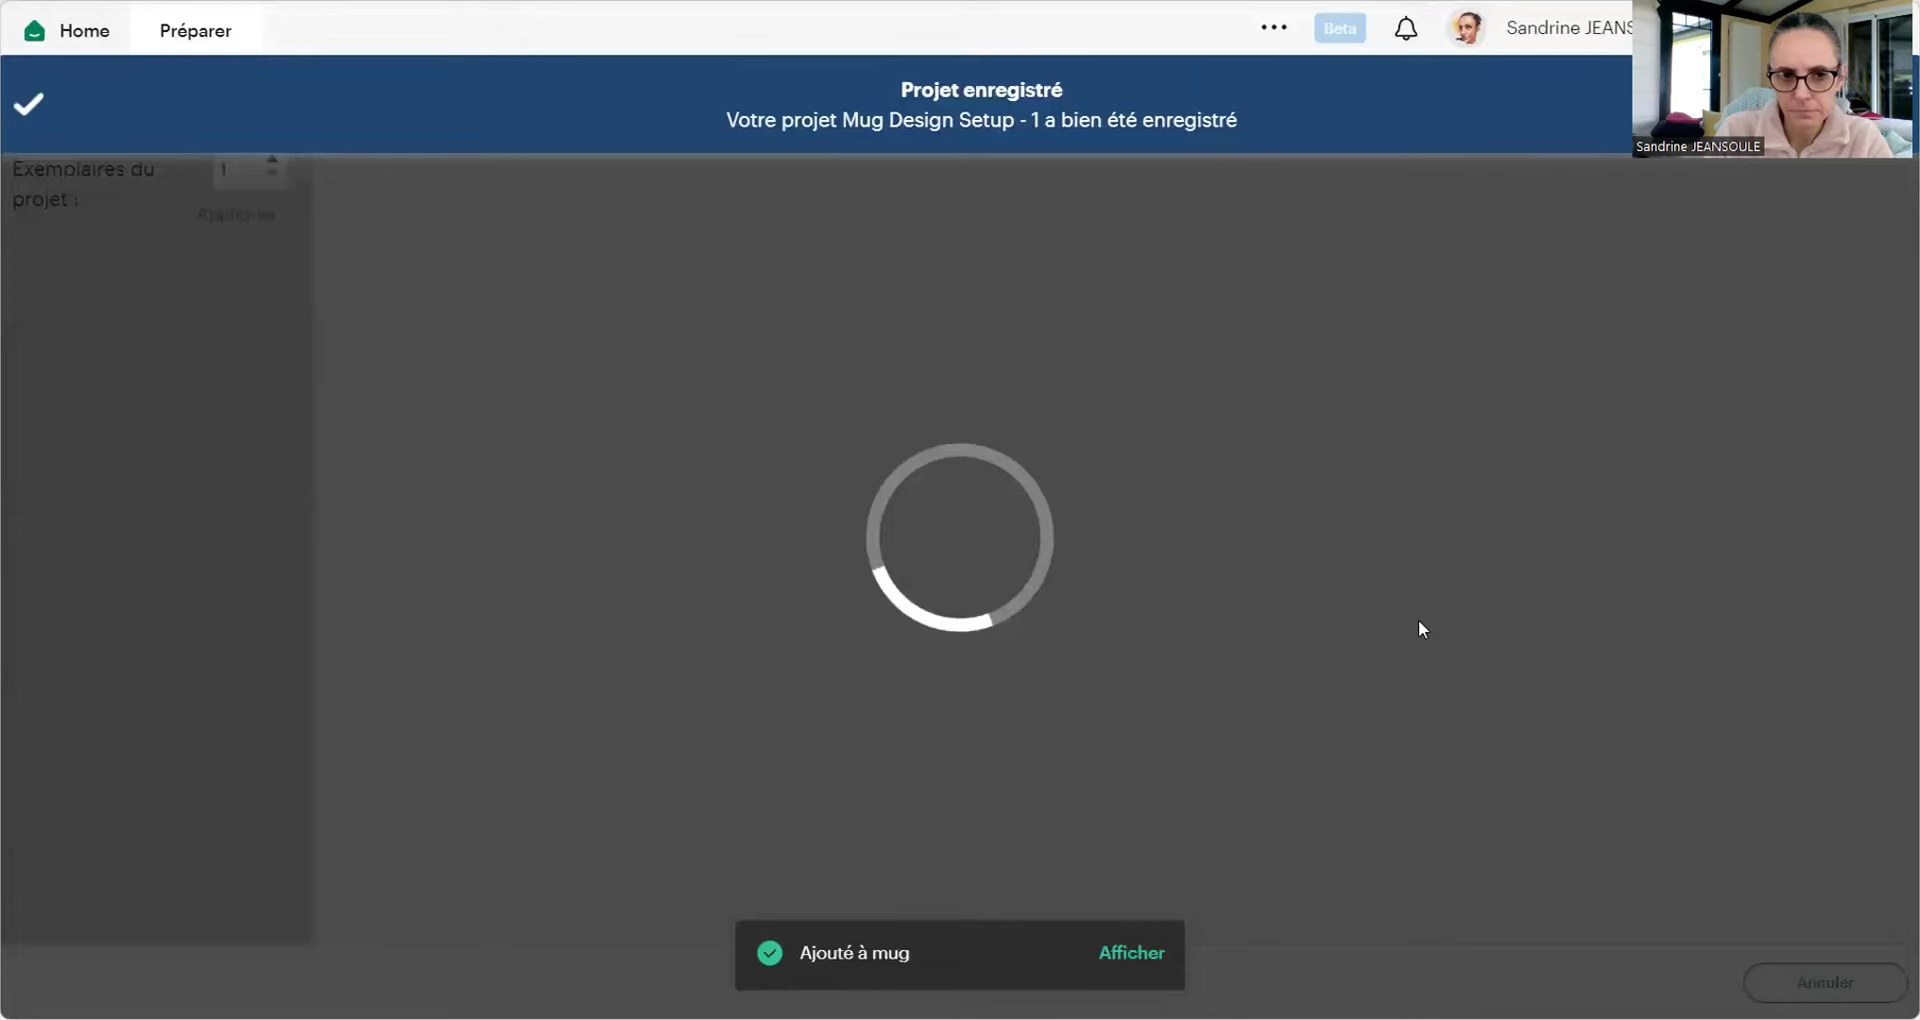 Home
Préparer
Beta
Sandrine JEANS
Projet enregistré
Votre projet Mug Design Setup - 1 a bien été enregistré
Sandrine JEANSOULE
Exemplaires du
projet :
1
Appliquer
Ajouté à mug
Afficher
Annuler